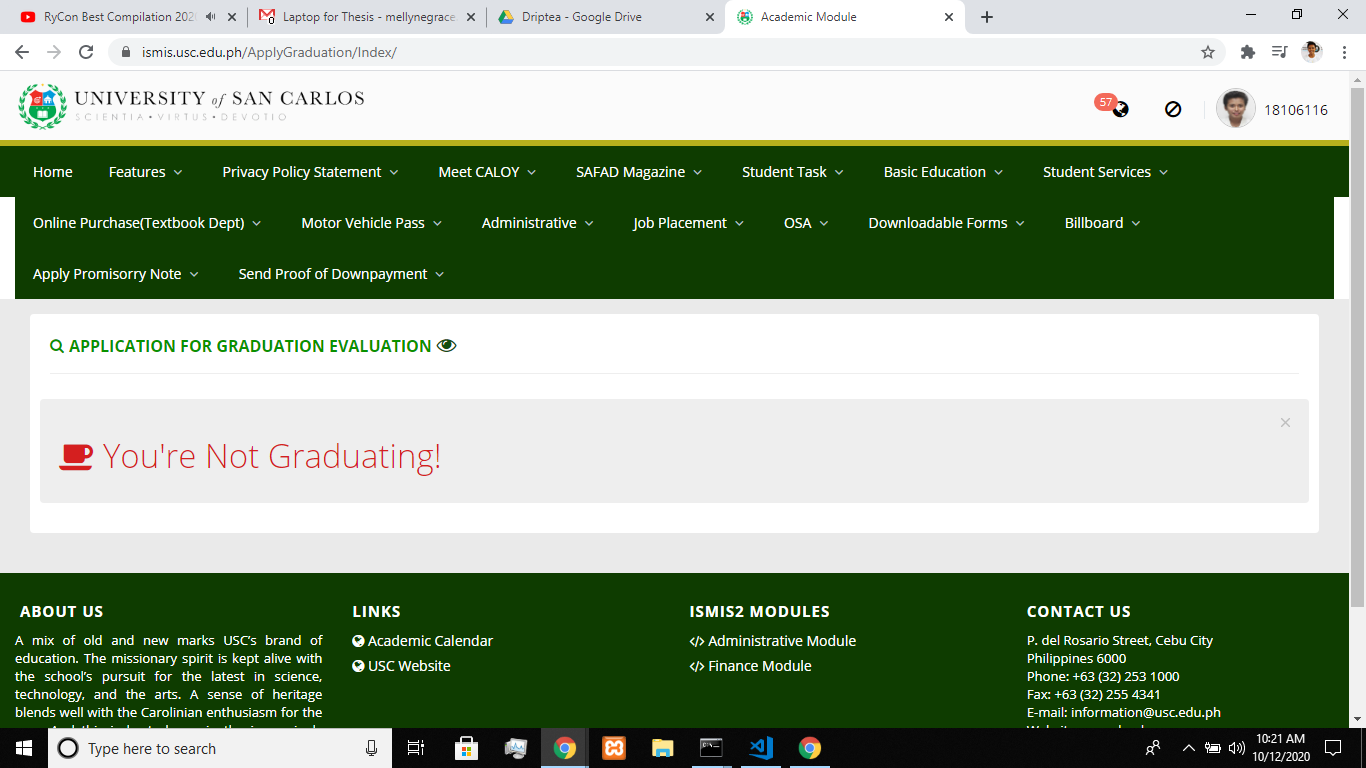 RyCon Best Compilation 202
Laptop for Thesis - mellynegrace
Driptea - Google Drive
Academic Module
ismis.usc.edu.ph/ApplyGraduation/Index/
UNIVERSITY of SAN CARLOS
SCIENTIA • VIRTUS • DEVOTIO
57
18106116
Home Features Privacy Policy Statement Meet CALOY SAFAD Magazine Student Task Basic Education Student Services
Online Purchase(Textbook Dept) Motor Vehicle Pass Administrative Job Placement OSA Downloadable Forms Billboard
Apply Promisorry Note Send Proof of Downpayment
APPLICATION FOR GRADUATION EVALUATION
×
You're Not Graduating!
ABOUT US
A mix of old and new marks USC's brand of
education. The missionary spirit is kept alive with
the school's pursuit for the latest in science,
technology, and the arts. A sense of heritage
blends well with the Carolinian enthusiasm for the
LINKS
Academic Calendar
USC Website
ISMIS2 MODULES
</> Administrative Module
</> Finance Module
CONTACT US
P. del Rosario Street, Cebu City
Philippines 6000
Phone: +63 (32) 253 1000
Fax: +63 (32) 255 4341
E-mail: information@usc.edu.ph
Type here to search
10:21 AM
10/12/2020